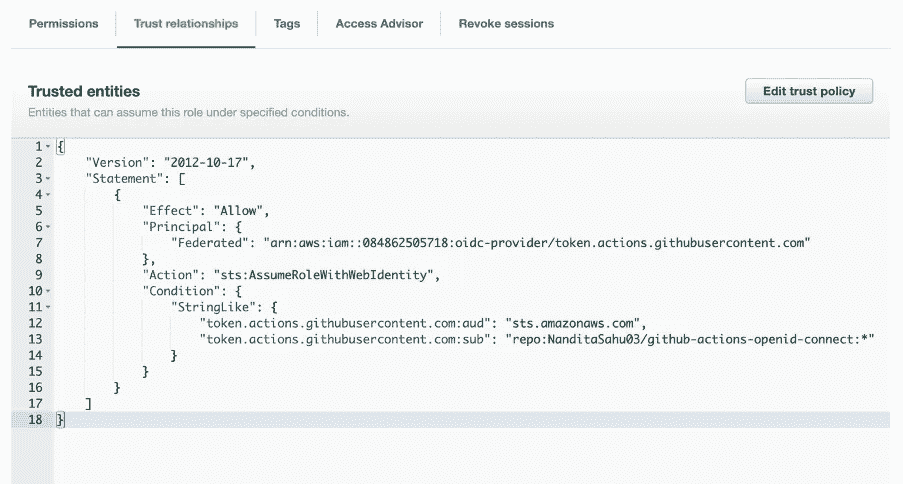 Permissions
Trust relationships
Tags
Access Advisor
Revoke sessions
Trusted entities
Edit trust policy
Entities that can assume this role under specified conditions.
1 {
2 "Version": "2012-10-17",
3 "Statement": [
4 {
5 "Effect": "Allow",
6 "Principal": {
7 "Federated": "arn:aws:iam::084862505718:oidc-provider/token.actions.githubusercontent.com"
8 },
9 "Action": "sts:AssumeRoleWithWebIdentity",
10 "Condition": {
11 "StringLike": {
12 "token.actions.githubusercontent.com:aud": "sts.amazonaws.com",
13 "token.actions.githubusercontent.com:sub": "repo:NanditaSahu03/github-actions-openid-connect:*"
14 }
15 }
16 }
17 ]
18 }